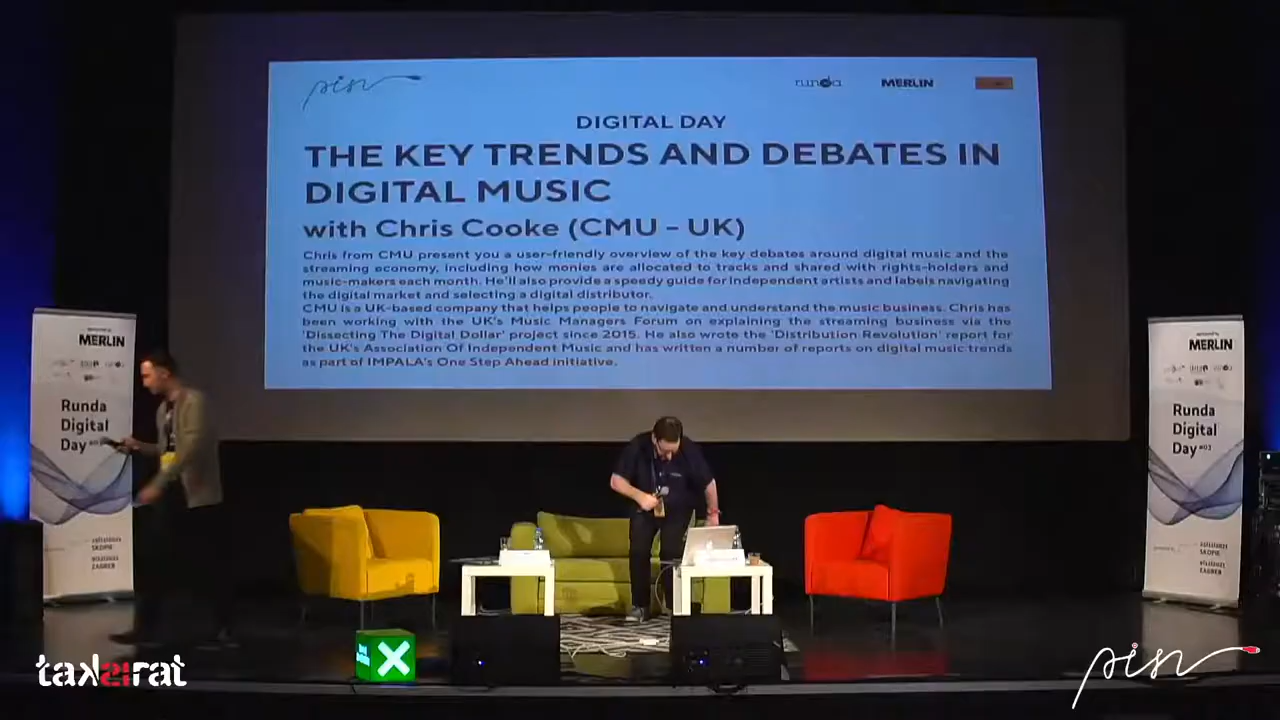 pin
runda
MERLIN
DIGITAL DAY
THE KEY TRENDS AND DEBATES IN
DIGITAL MUSIC
with Chris Cooke (CMU - UK)
Chris from CMU present you a user-friendly overview of the key debates around digital music and the
streaming economy, including how monies are allocated to tracks and shared with rights-holders and
music-makers each month. He'll also provide a speedy guide for independent artists and labels navigating
the digital market and selecting a digital distributor.
CMU is a UK-based company that helps people to navigate and understand the music business. Chris has
been working with the UK's Music Managers Forum on explaining the streaming business via the
'Dissecting The Digital Dollar' project since 2015. He also wrote the 'Distribution Revolution' report for
the UK's Association Of Independent Music and has written a number of reports on digital music trends
as part of IMPALA's One Step Ahead initiative.
MERLIN
Runda
Digital
Day
SKOPJE
ZAGREB
MERLIN
Runda
Digital
Day #03
SKOPJE
ZAGREB
X
taksirat
pin